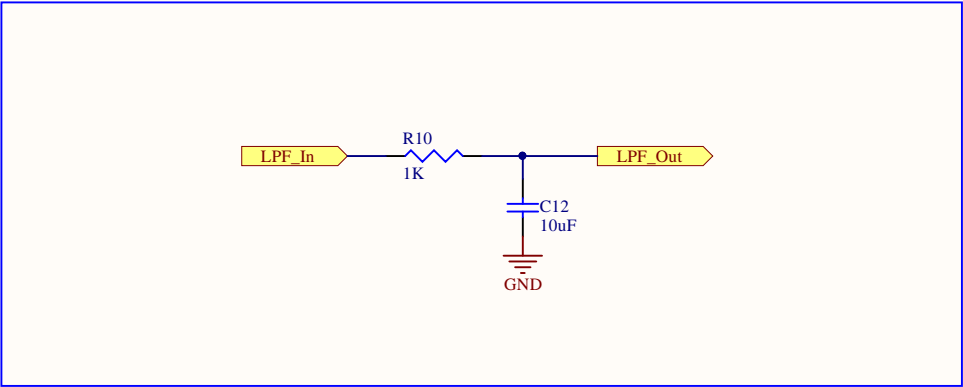 R10
LPF_In
LPF_Out
1K
C12
10uF
GND